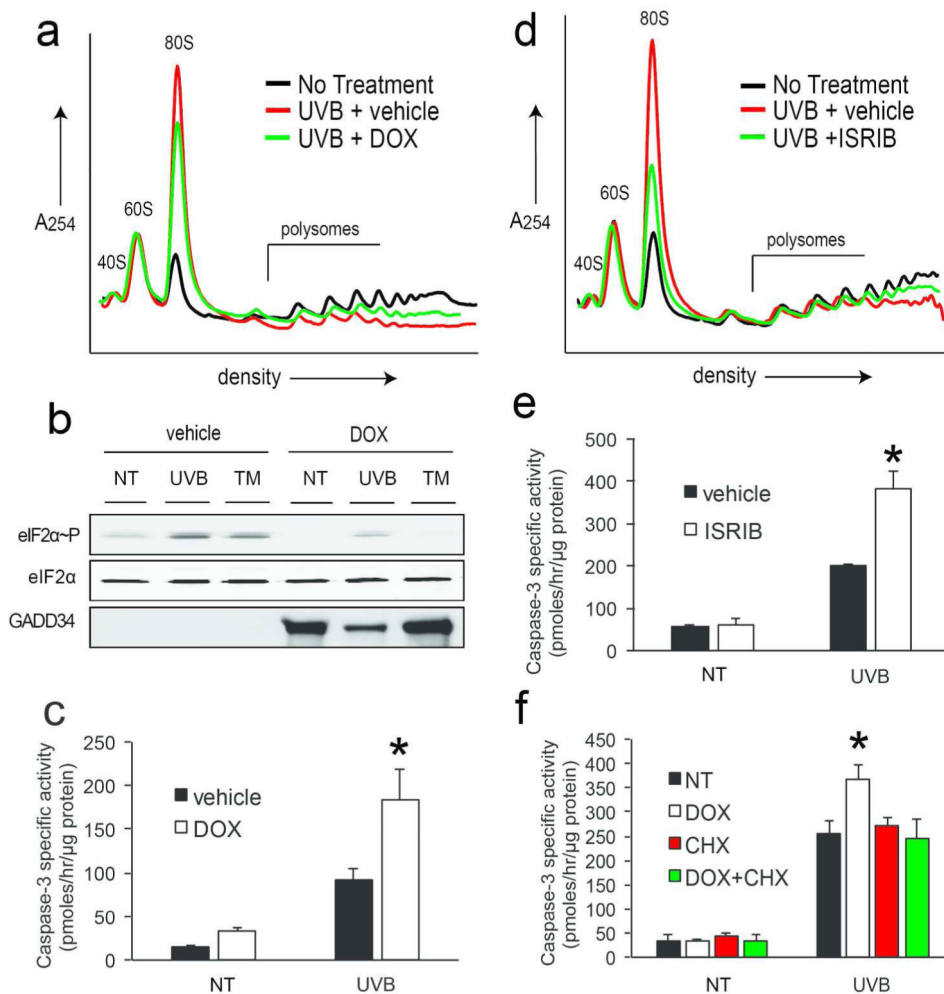 a
80S
No Treatment
UVB + vehicle
UVB + DOX
60S
A254
40S
polysomes
density
d
80S
No Treatment
UVB + vehicle
UVB +ISRIB
60S
A254
40S
polysomes
density
b
vehicle
DOX
NT
UVB
TM
NT
UVB
TM
eIF2α~P
eIF2α
GADD34
c
Caspase-3 specific activity
(pmoles/hr/µg protein)
250
200
150
100
50
0
vehicle
DOX
*
NT
UVB
e
Caspase-3 specific activity
(pmoles/hr/µg protein)
500
400
300
200
100
0
vehicle
ISRIB
*
NT
UVB
f
Caspase-3 specific activity
(pmoles/hr/µg protein)
450
400
350
300
250
200
150
100
50
0
NT
DOX
CHX
DOX+CHX
*
NT
UVB